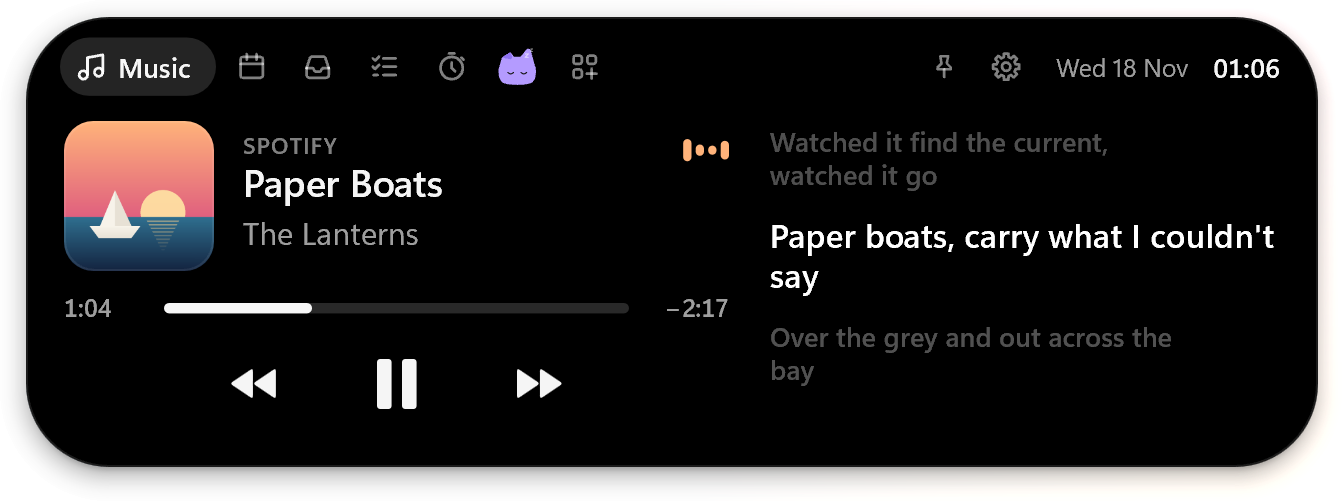 Music
Wed 18 Nov 01:06
SPOTIFY
Paper Boats
The Lanterns
1:04
−2:17
Watched it find the current,
watched it go
Paper boats, carry what I couldn't
say
Over the grey and out across the
bay